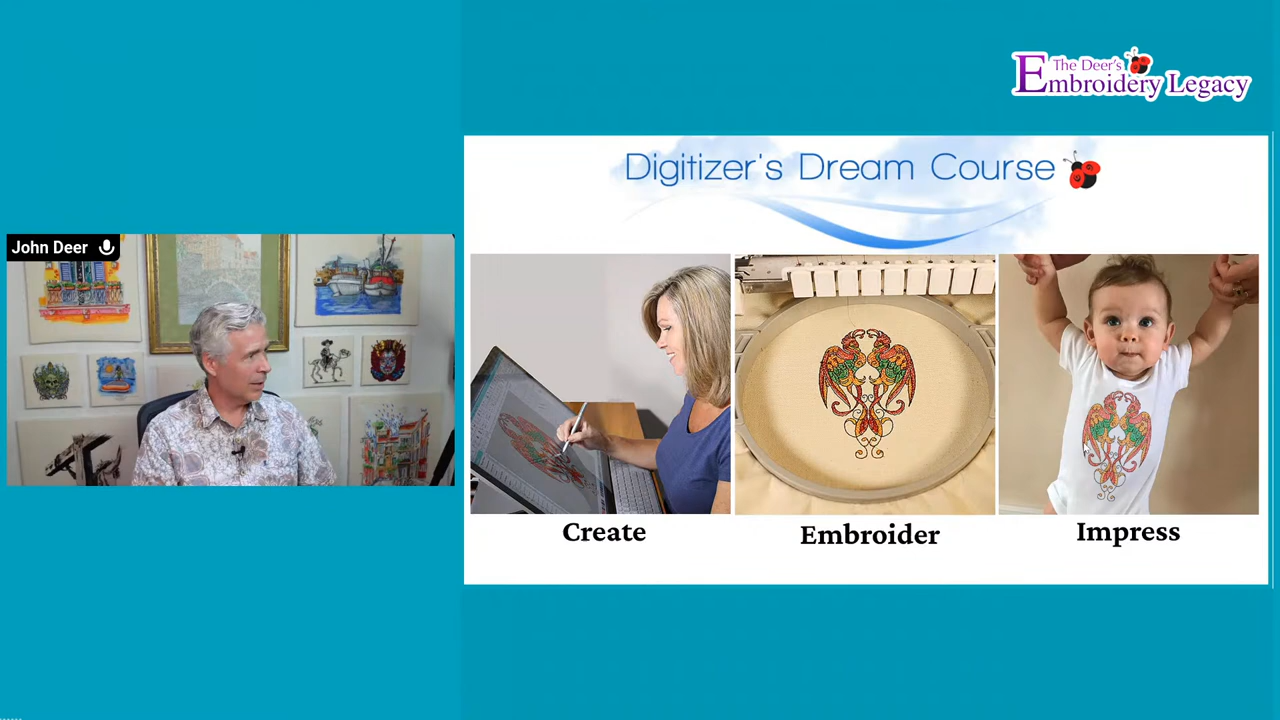 The Deer's
Embroidery Legacy
Digitizer's Dream Course
John Deer
Create
Embroider
Impress